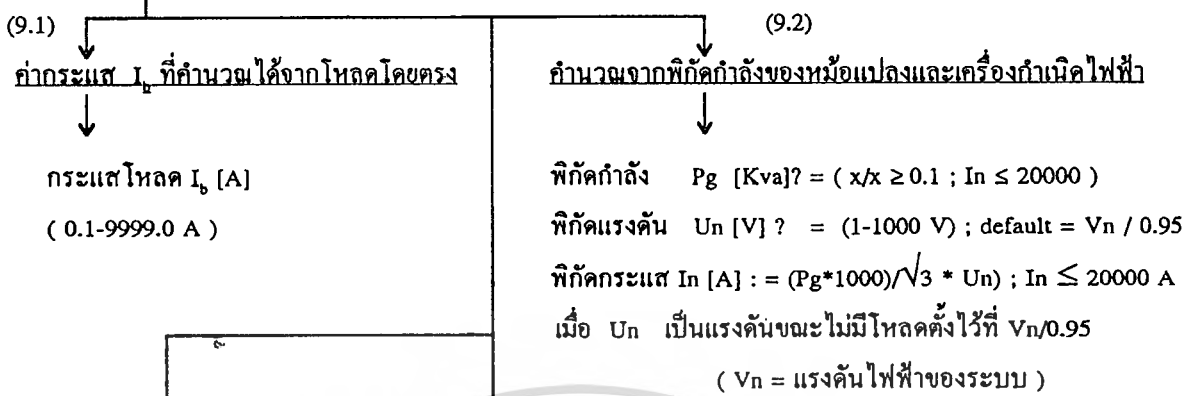 (9.1)
(9.2)
ค่ากระแส I_b ที่คำนวณได้จากโหลดโดยตรง
กระแสโหลด I_b [A]
( 0.1-9999.0 A )
คำนวณจากพิกัดกำลังของหม้อแปลงและเครื่องกำเนิดไฟฟ้า
พิกัดกำลัง Pg [Kva]? = ( x/x ≥ 0.1 ; In ≤ 20000 )
พิกัดแรงดัน Un [V] ? = (1-1000 V) ; default = Vn / 0.95
พิกัดกระแส In [A] : = (Pg*1000)/√3 * Un) ; In ≤ 20000 A
เมื่อ Un เป็นแรงดันขณะไม่มีโหลดตั้งไว้ที่ Vn/0.95
( Vn = แรงดันไฟฟ้าของระบบ )